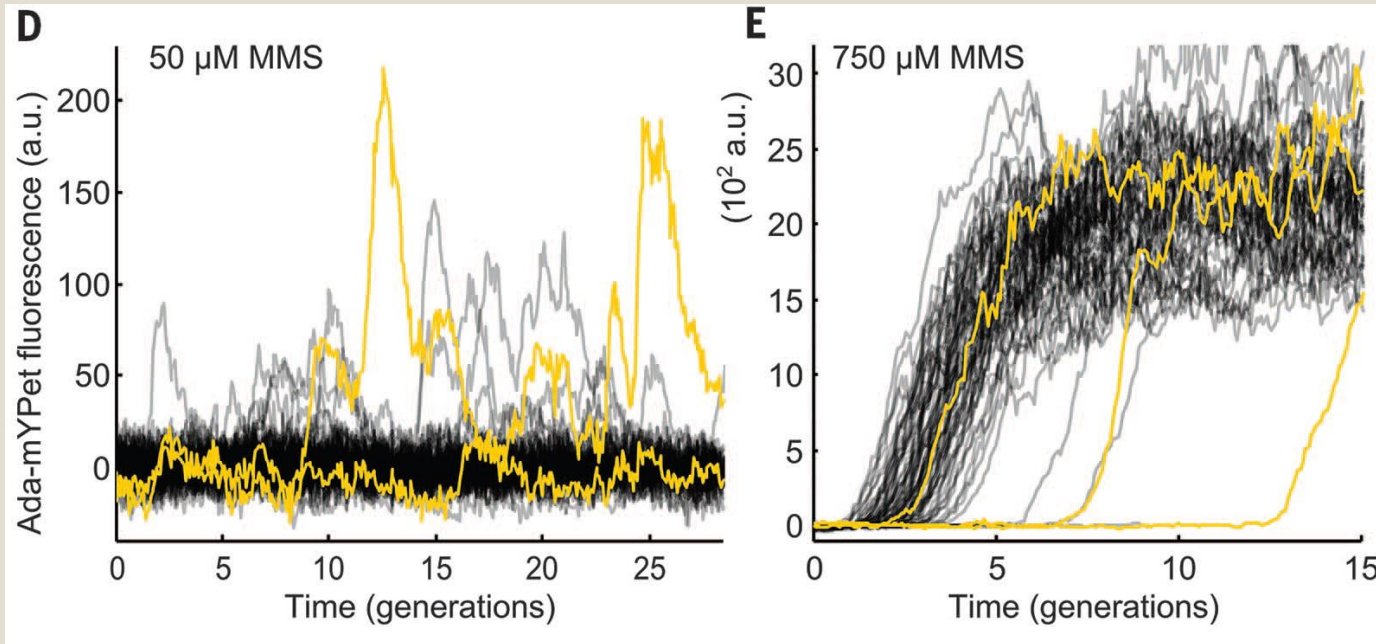 D
50 µM MMS
Ada-mYPet fluorescence (a.u.)
200
150
100
50
0
0 5 10 15 20 25
Time (generations)
E
750 µM MMS
(10² a.u.)
30
25
20
15
10
5
0
0 5 10 15
Time (generations)